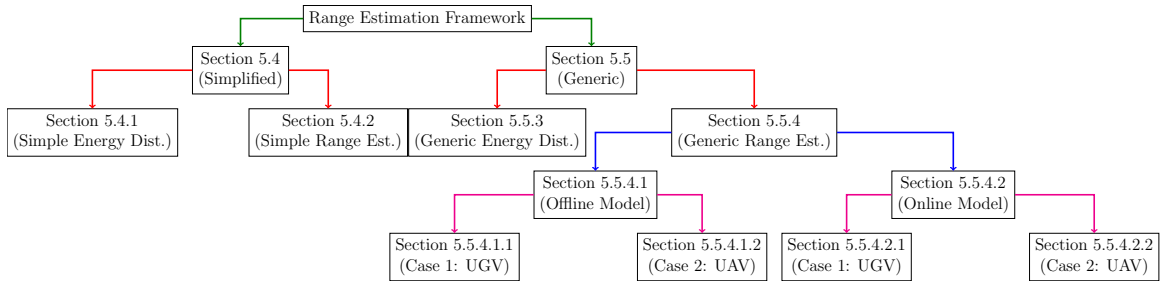 Range Estimation Framework
Section 5.4
(Simplified)
Section 5.5
(Generic)
Section 5.4.1
(Simple Energy Dist.)
Section 5.4.2
(Simple Range Est.)
Section 5.5.3
(Generic Energy Dist.)
Section 5.5.4
(Generic Range Est.)
Section 5.5.4.1
(Offline Model)
Section 5.5.4.2
(Online Model)
Section 5.5.4.1.1
(Case 1: UGV)
Section 5.5.4.1.2
(Case 2: UAV)
Section 5.5.4.2.1
(Case 1: UGV)
Section 5.5.4.2.2
(Case 2: UAV)